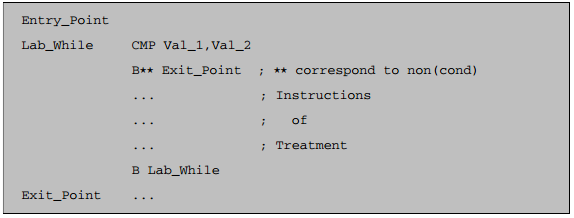 Entry_Point
Lab_While CMP Val_1,Val_2
B** Exit_Point ; ** correspond to non(cond)
... ; Instructions
... ; of
... ; Treatment
B Lab_While
Exit_Point ...